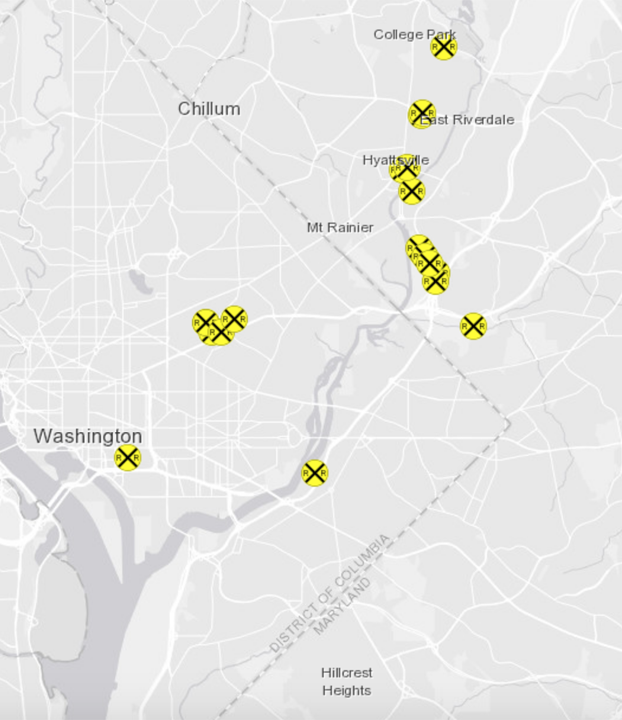 College Park
Chillum
East Riverdale
Hyattsville
Mt Rainier
Washington
DISTRICT OF COLUMBIA
MARYLAND
Hillcrest
Heights
R R
R R
R R
R R
R R
R R
R R
R R
R R
R R
R R
R R